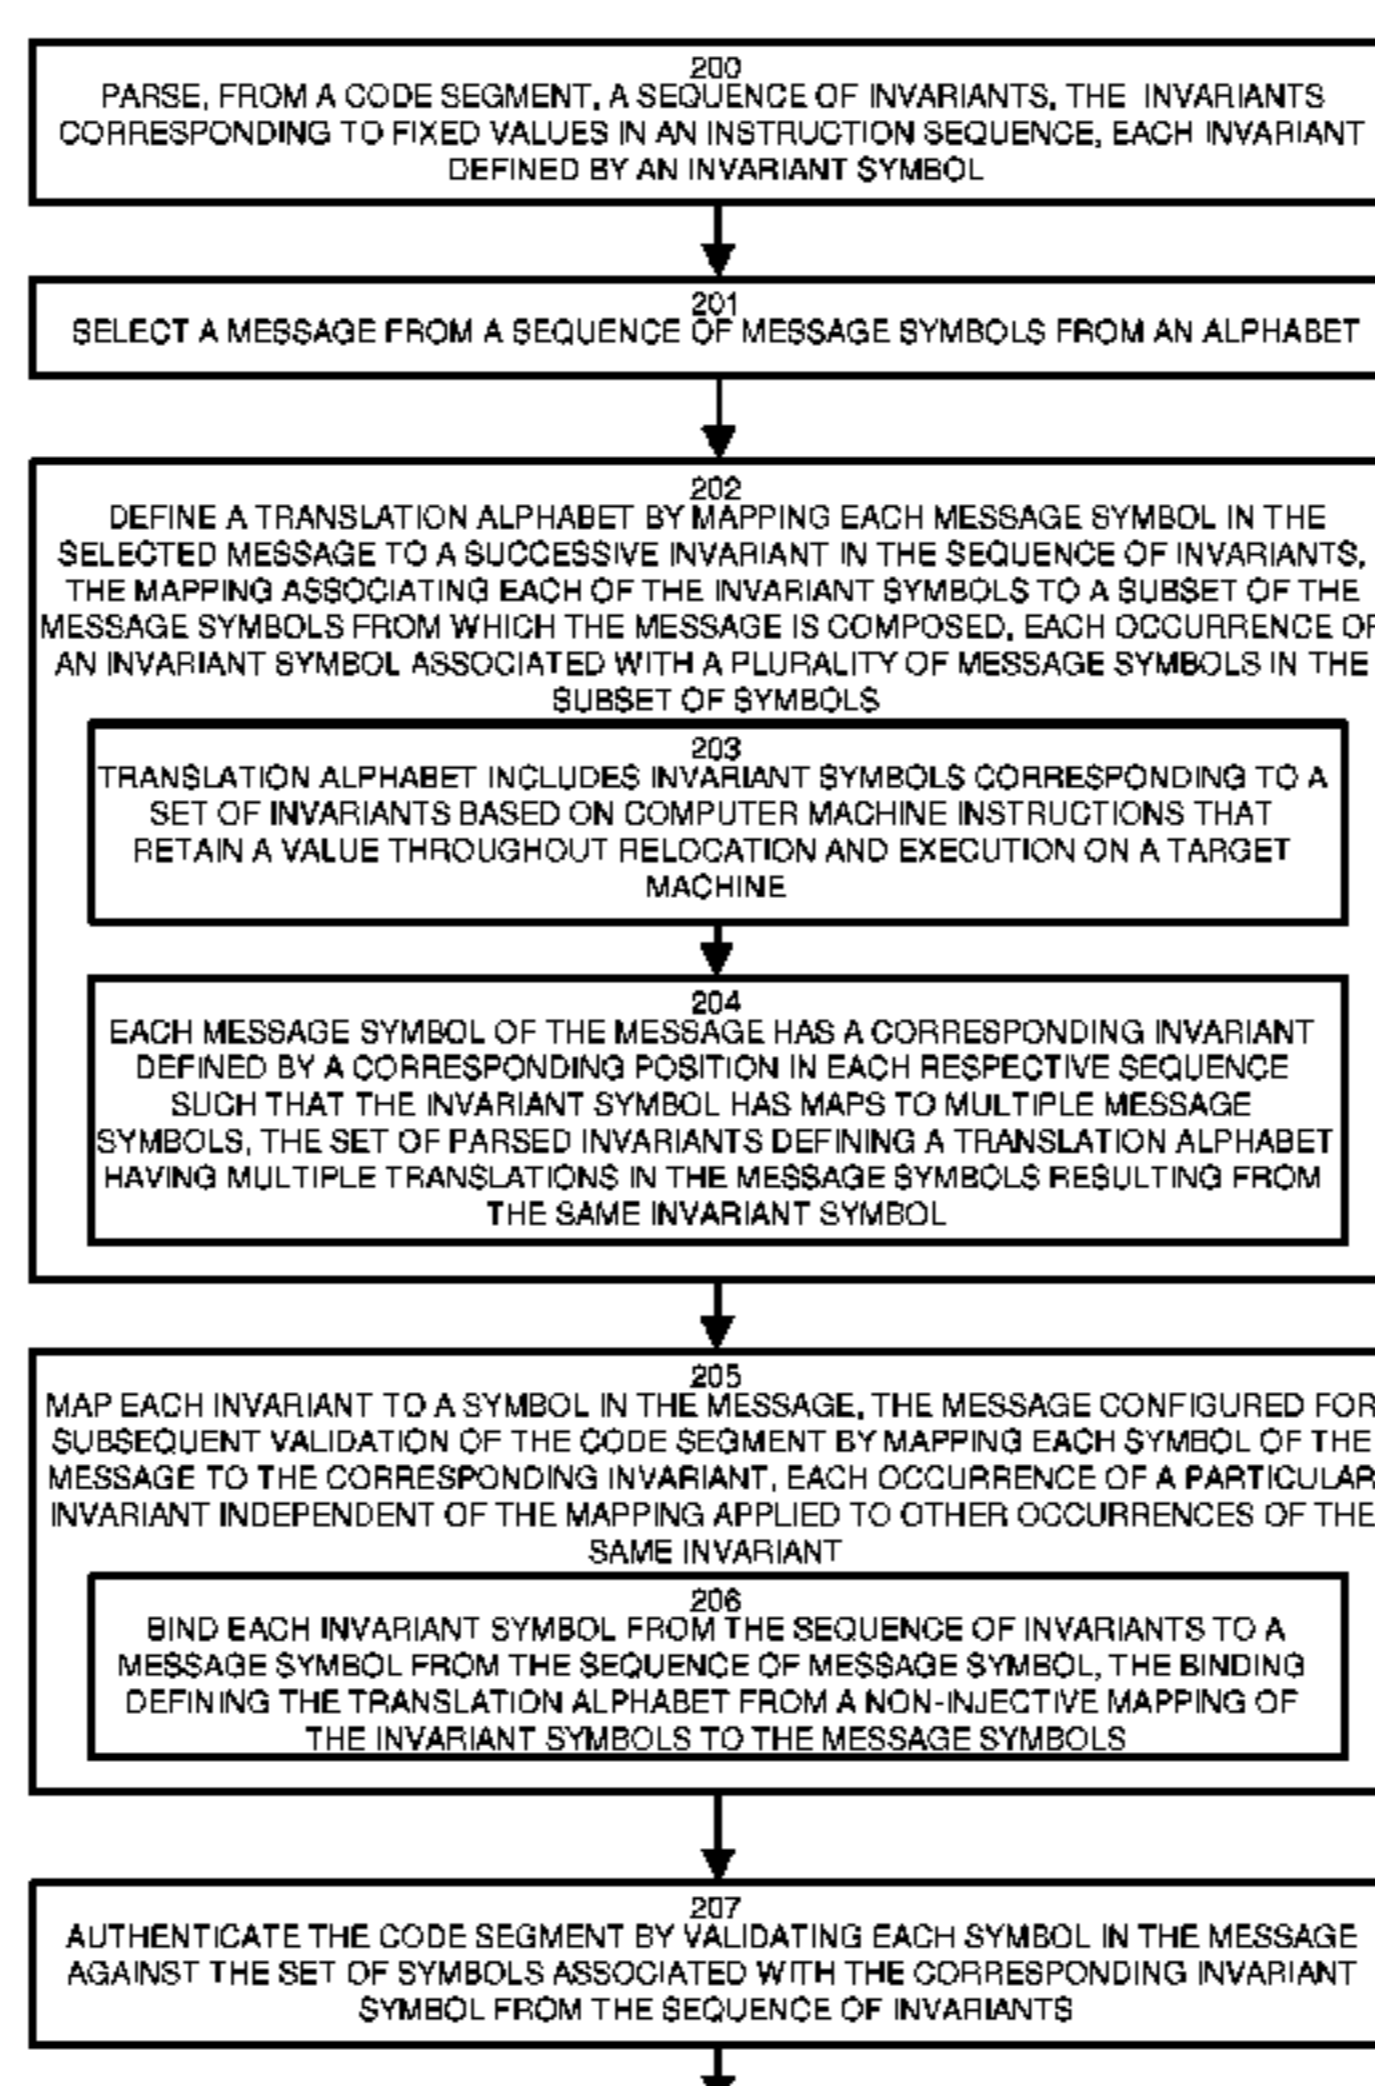 200
PARSE, FROM A CODE SEGMENT, A SEQUENCE OF INVARIANTS, THE INVARIANTS
CORRESPONDING TO FIXED VALUES IN AN INSTRUCTION SEQUENCE, EACH INVARIANT
DEFINED BY AN INVARIANT SYMBOL
201
SELECT A MESSAGE FROM A SEQUENCE OF MESSAGE SYMBOLS FROM AN ALPHABET
202
DEFINE A TRANSLATION ALPHABET BY MAPPING EACH MESSAGE SYMBOL IN THE
SELECTED MESSAGE TO A SUCCESSIVE INVARIANT IN THE SEQUENCE OF INVARIANTS,
THE MAPPING ASSOCIATING EACH OF THE INVARIANT SYMBOLS TO A SUBSET OF THE
MESSAGE SYMBOLS FROM WHICH THE MESSAGE IS COMPOSED, EACH OCCURRENCE OF
AN INVARIANT SYMBOL ASSOCIATED WITH A PLURALITY OF MESSAGE SYMBOLS IN THE
SUBSET OF SYMBOLS
203
TRANSLATION ALPHABET INCLUDES INVARIANT SYMBOLS CORRESPONDING TO A
SET OF INVARIANTS BASED ON COMPUTER MACHINE INSTRUCTIONS THAT
RETAIN A VALUE THROUGHOUT RELOCATION AND EXECUTION ON A TARGET
MACHINE
204
EACH MESSAGE SYMBOL OF THE MESSAGE HAS A CORRESPONDING INVARIANT
DEFINED BY A CORRESPONDING POSITION IN EACH RESPECTIVE SEQUENCE
SUCH THAT THE INVARIANT SYMBOL HAS MAPS TO MULTIPLE MESSAGE
SYMBOLS, THE SET OF PARSED INVARIANTS DEFINING A TRANSLATION ALPHABET
HAVING MULTIPLE TRANSLATIONS IN THE MESSAGE SYMBOLS RESULTING FROM
THE SAME INVARIANT SYMBOL
205
MAP EACH INVARIANT TO A SYMBOL IN THE MESSAGE, THE MESSAGE CONFIGURED FOR
SUBSEQUENT VALIDATION OF THE CODE SEGMENT BY MAPPING EACH SYMBOL OF THE
MESSAGE TO THE CORRESPONDING INVARIANT, EACH OCCURRENCE OF A PARTICULAR
INVARIANT INDEPENDENT OF THE MAPPING APPLIED TO OTHER OCCURRENCES OF THE
SAME INVARIANT
206
BIND EACH INVARIANT SYMBOL FROM THE SEQUENCE OF INVARIANTS TO A
MESSAGE SYMBOL FROM THE SEQUENCE OF MESSAGE SYMBOL, THE BINDING
DEFINING THE TRANSLATION ALPHABET FROM A NON-INJECTIVE MAPPING OF
THE INVARIANT SYMBOLS TO THE MESSAGE SYMBOLS
207
AUTHENTICATE THE CODE SEGMENT BY VALIDATING EACH SYMBOL IN THE MESSAGE
AGAINST THE SET OF SYMBOLS ASSOCIATED WITH THE CORRESPONDING INVARIANT
SYMBOL FROM THE SEQUENCE OF INVARIANTS